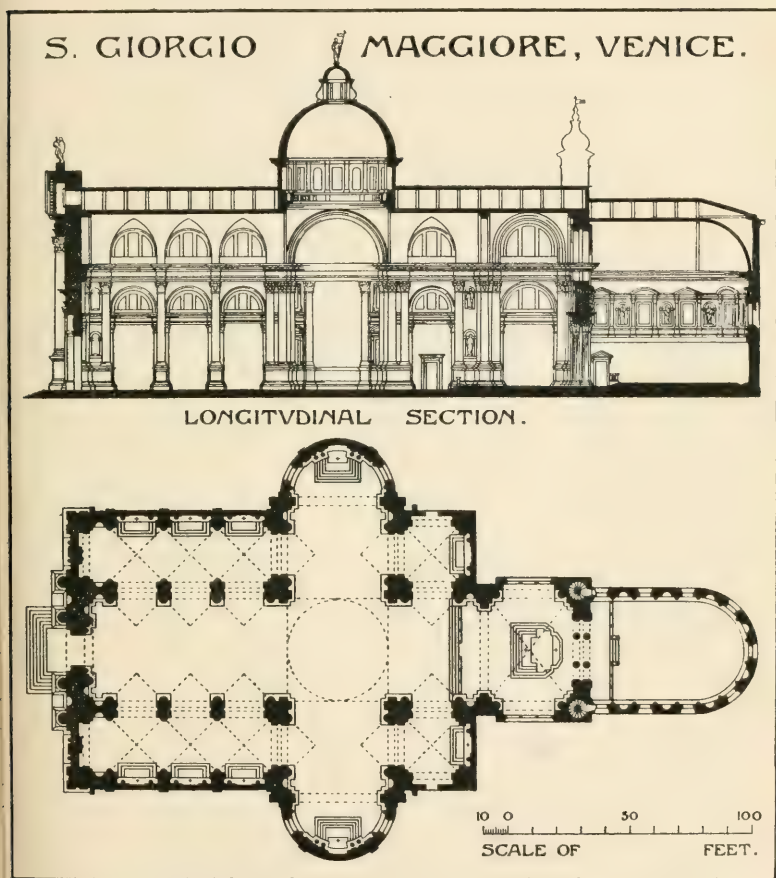 S. GIORGIO MAGGIORE, VENICE.
LONGITVDINAL SECTION.
10 0 50 100
SCALE OF FEET.